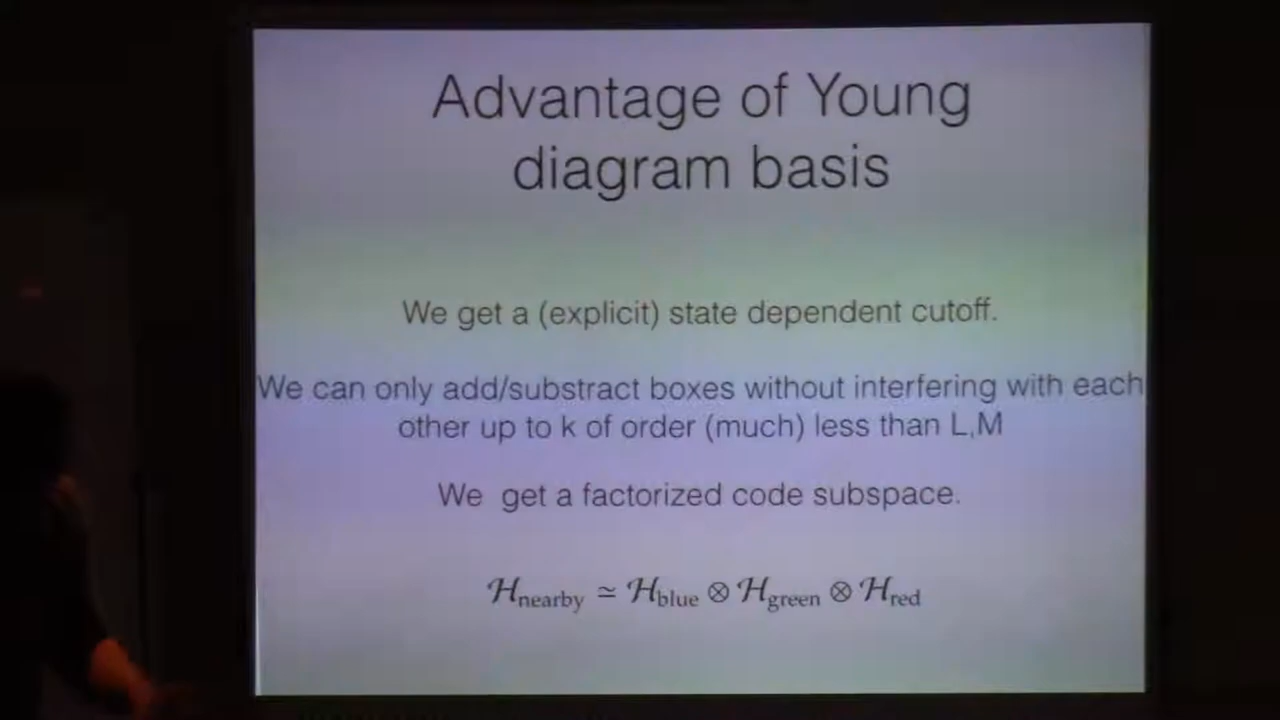 Advantage of Young
diagram basis
We get a (explicit) state dependent cutoff.
We can only add/substract boxes without interfering with each
other up to k of order (much) less than L,M
We get a factorized code subspace.
ℋ_nearby ≃ ℋ_blue ⊗ ℋ_green ⊗ ℋ_red